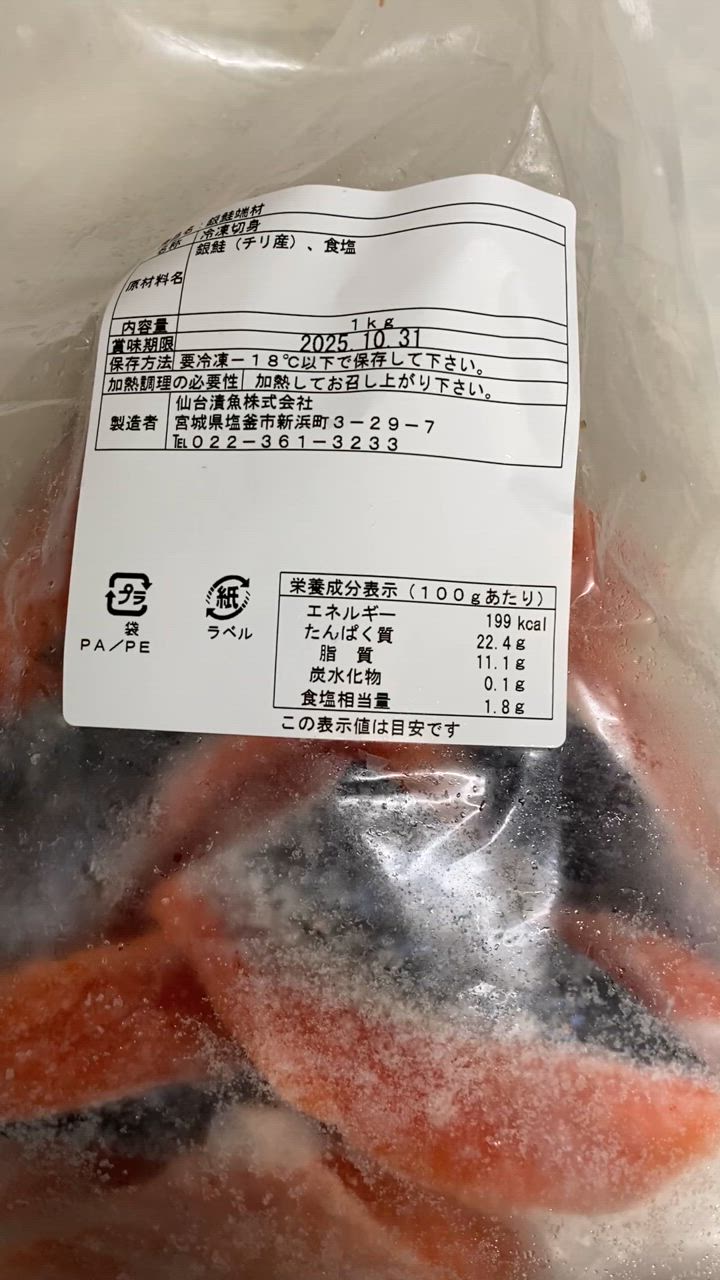 品名：銀鮭端材
名称 冷凍切身
原材料名 銀鮭（チリ産）、食塩
内容量 １ｋｇ
賞味期限 2025.10.31
保存方法 要冷凍－１８℃以下で保存して下さい。
加熱調理の必要性 加熱してお召し上がり下さい。
製造者 仙台漬魚株式会社
宮城県塩釜市新浜町３－２９－７
℡０２２－３６１－３２３３
プラ
袋
ＰＡ／ＰＥ
紙
ラベル
栄養成分表示（１００ｇあたり）
エネルギー 199 kcal
たんぱく質 22.4ｇ
脂 質 11.1ｇ
炭水化物 0.1ｇ
食塩相当量 1.8ｇ
この表示値は目安です